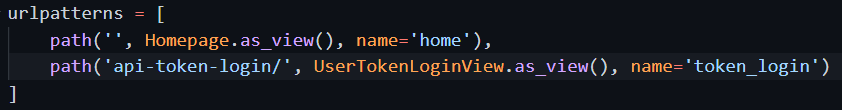 urlpatterns = [
    path('', Homepage.as_view(), name='home'),
    path('api-token-login/', UserTokenLoginView.as_view(), name='token_login')
]